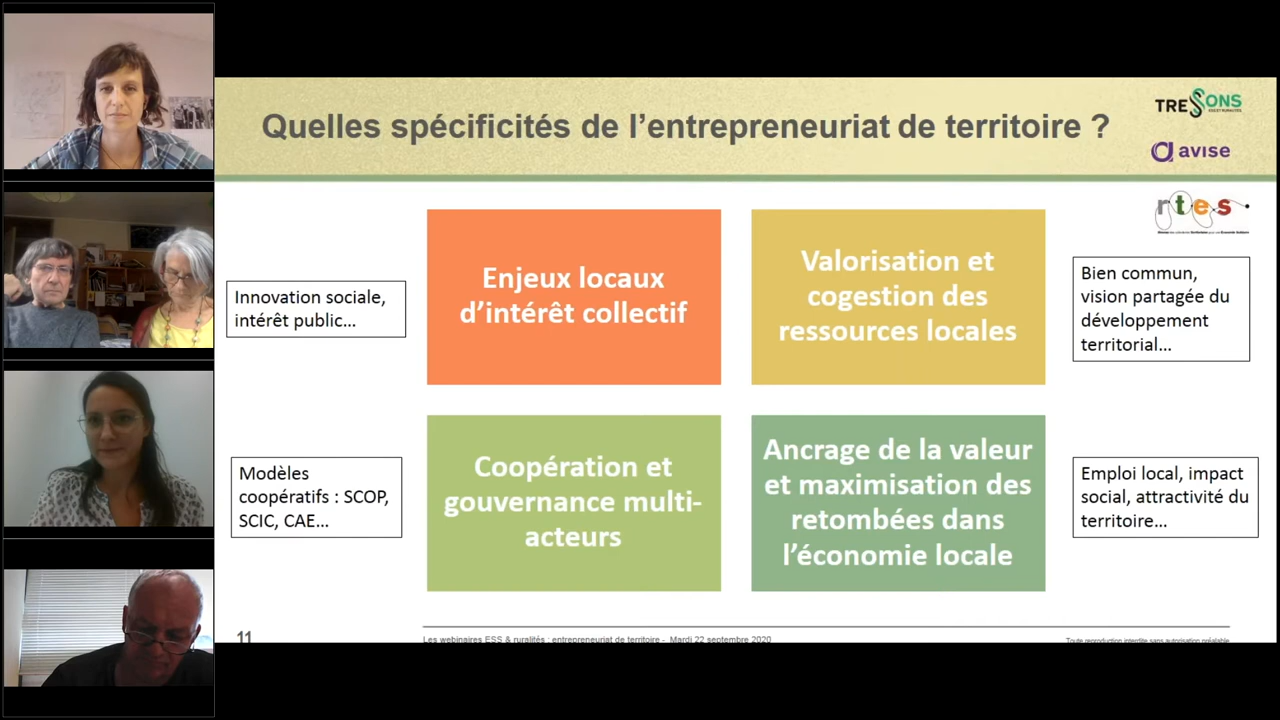 Quelles spécificités de l'entrepreneuriat de territoire ?
TRESSONS
avise
rtes
Innovation sociale,
intérêt public...
Enjeux locaux
d'intérêt collectif
Valorisation et
cogestion des
ressources locales
Bien commun,
vision partagée du
développement
territorial...
Modèles
coopératifs : SCOP,
SCIC, CAE...
Coopération et
gouvernance multi-
acteurs
Ancrage de la valeur
et maximisation des
retombées dans
l'économie locale
Emploi local, impact
social, attractivité du
territoire...
11
Les webinaires ESS & ruralités : entrepreneuriat de territoire - Mardi 22 septembre 2020
Toute reproduction interdite sans autorisation préalable